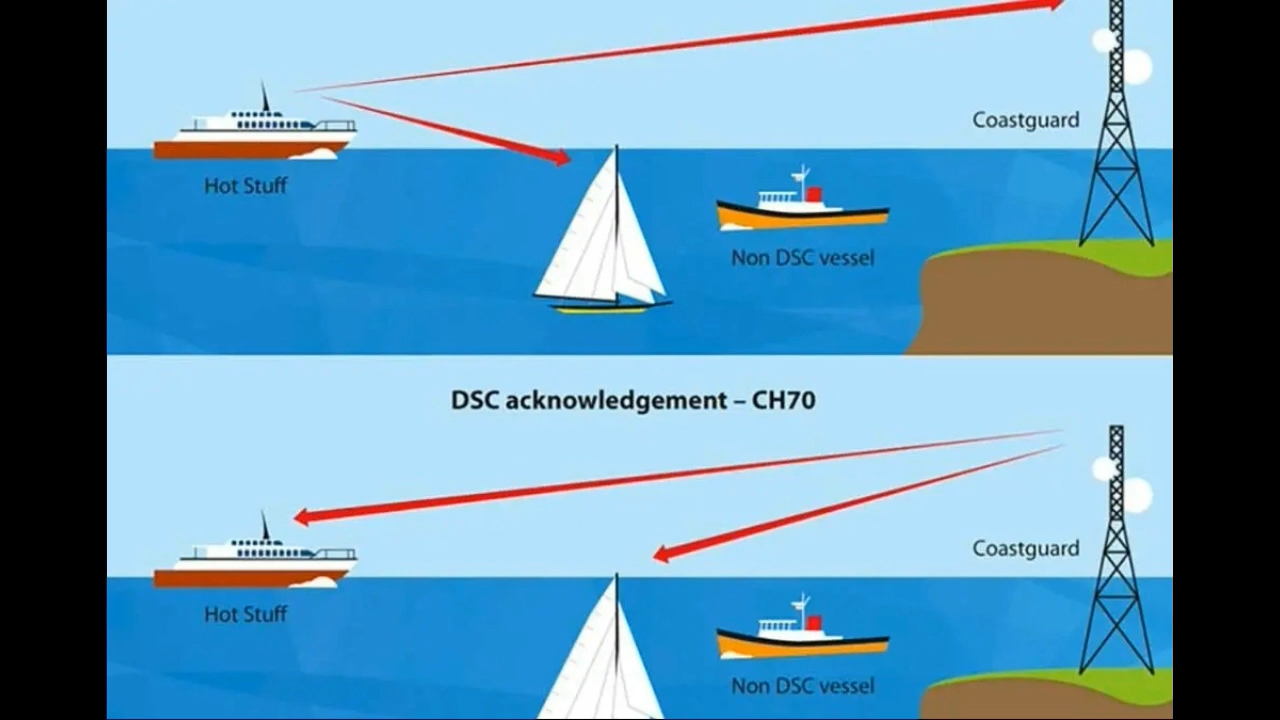 Coastguard
Hot Stuff
Non DSC vessel
DSC acknowledgement – CH70
Coastguard
Hot Stuff
Non DSC vessel